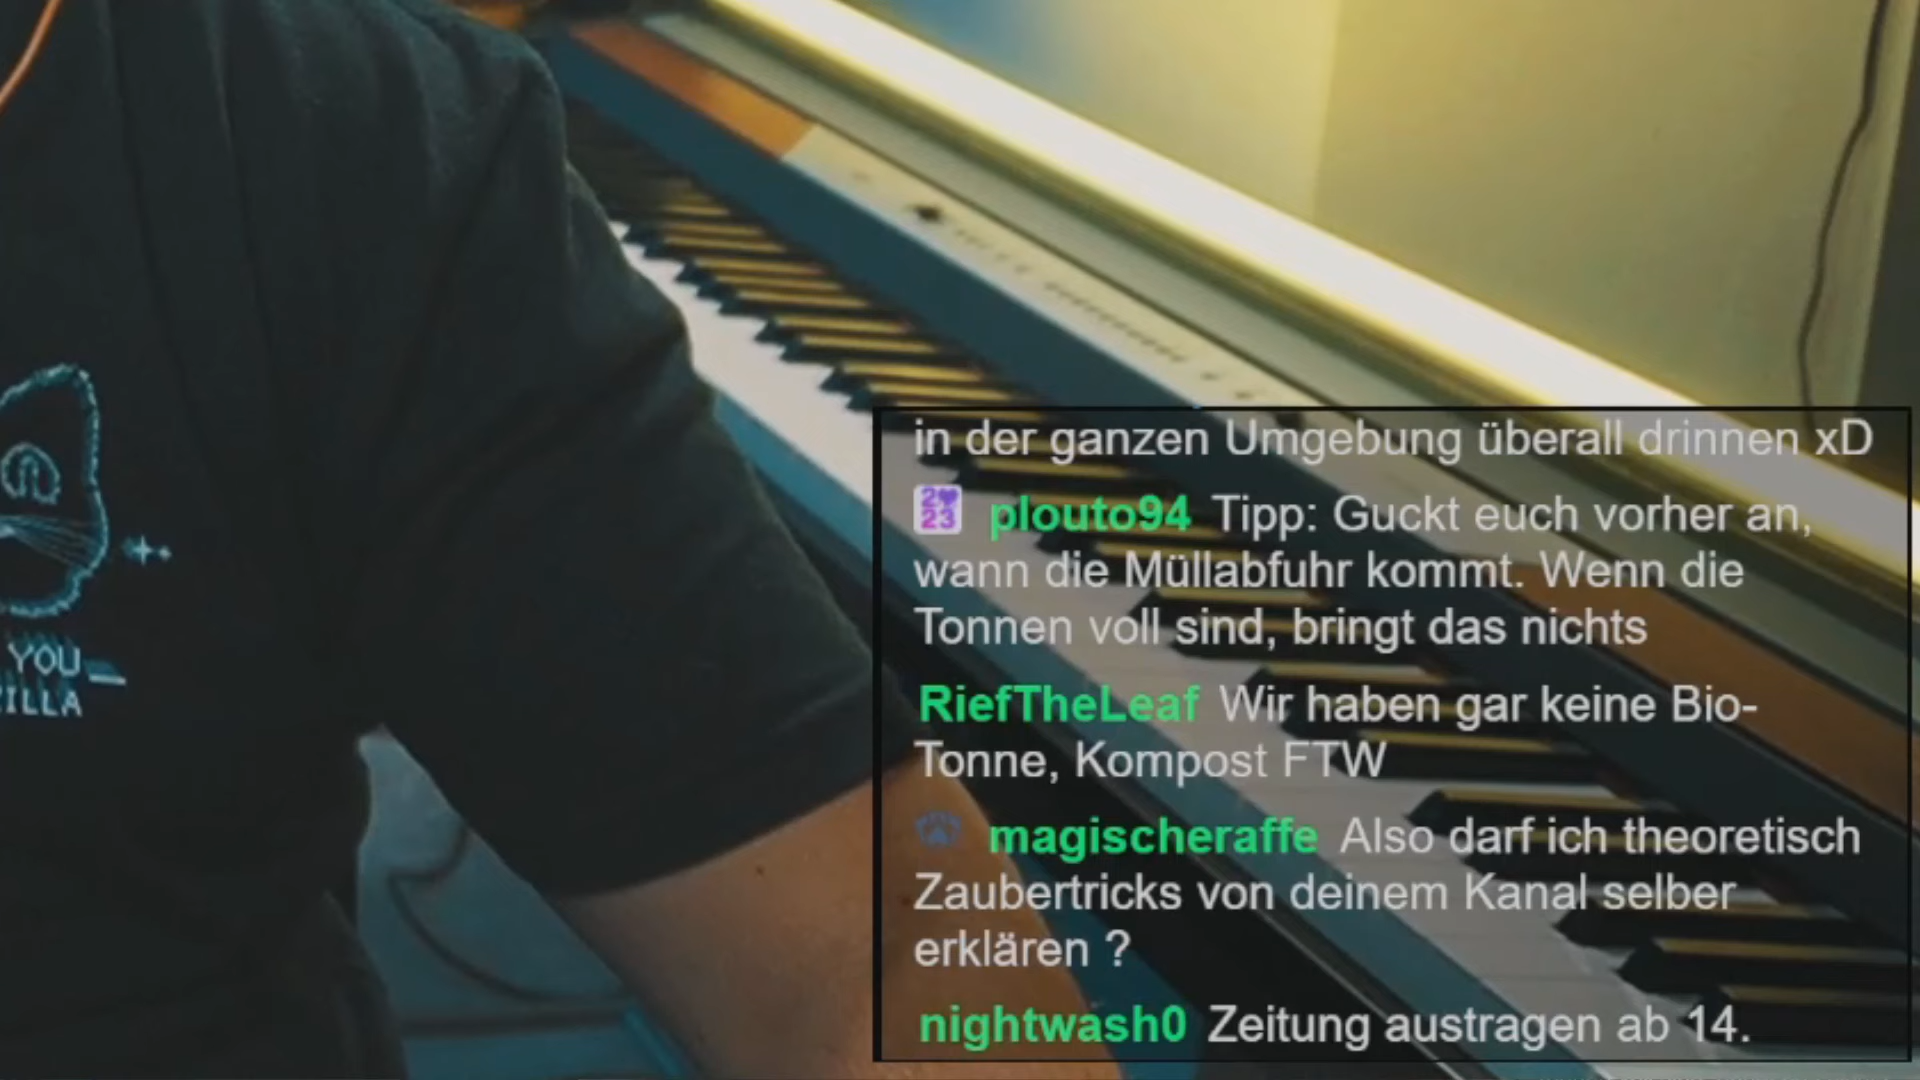 YOU
ILLA
in der ganzen Umgebung überall drinnen xD
2023 plouto94 Tipp: Guckt euch vorher an,
wann die Müllabfuhr kommt. Wenn die
Tonnen voll sind, bringt das nichts
RiefTheLeaf Wir haben gar keine Bio-
Tonne, Kompost FTW
magischeraffe Also darf ich theoretisch
Zaubertricks von deinem Kanal selber
erklären ?
nightwash0 Zeitung austragen ab 14.